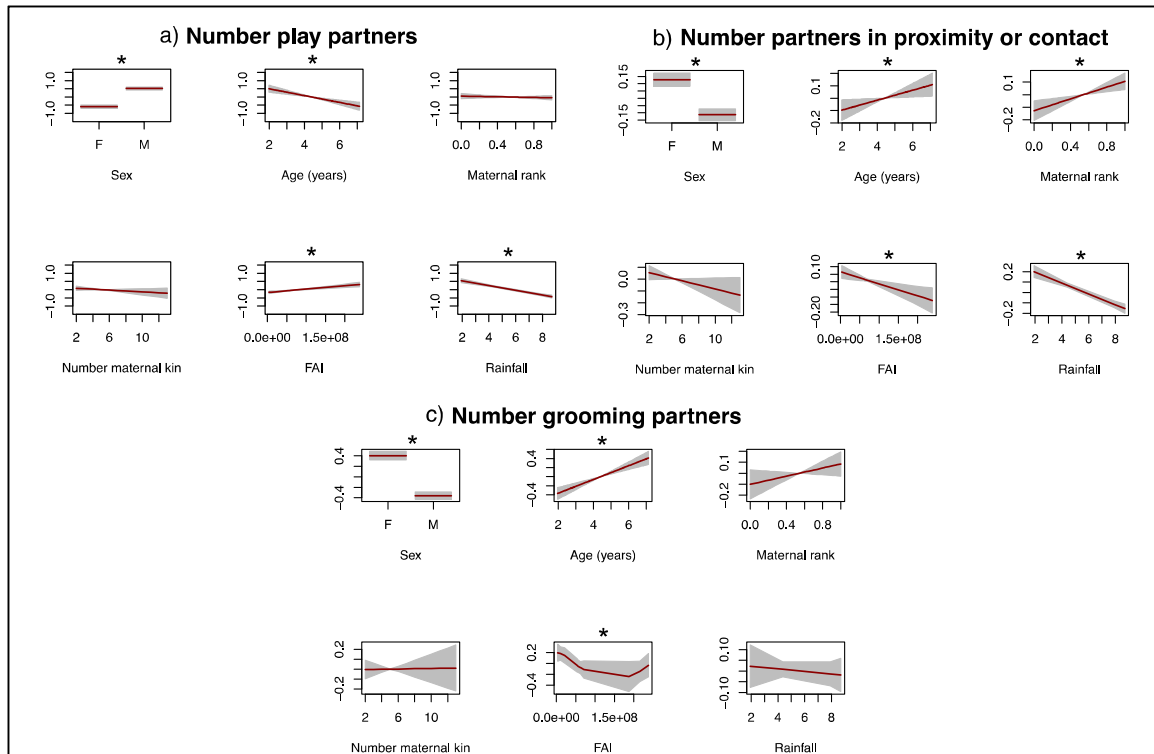 a) Number play partners
*
*
1.0
-1.0
F
M
Sex
1.0
-1.0
2
4
6
Age (years)
1.0
-1.0
0.0
0.4
0.8
Maternal rank
1.0
-1.0
2
6
10
Number maternal kin
*
1.0
-1.0
0.0e+00
1.5e+08
FAI
*
1.0
-1.0
2
4
6
8
Rainfall
b) Number partners in proximity or contact
*
0.15
-0.15
F
M
Sex
*
0.1
-0.2
2
4
6
Age (years)
*
0.1
-0.2
0.0
0.4
0.8
Maternal rank
0.0
-0.3
2
6
10
Number maternal kin
*
0.10
-0.20
0.0e+00
1.5e+08
FAI
*
0.2
-0.2
2
4
6
8
Rainfall
c) Number grooming partners
*
0.4
-0.4
F
M
Sex
*
0.4
-0.4
2
4
6
Age (years)
0.1
-0.2
0.0
0.4
0.8
Maternal rank
0.2
-0.2
2
6
10
Number maternal kin
*
0.2
-0.4
0.0e+00
1.5e+08
FAI
0.10
-0.10
2
4
6
8
Rainfall